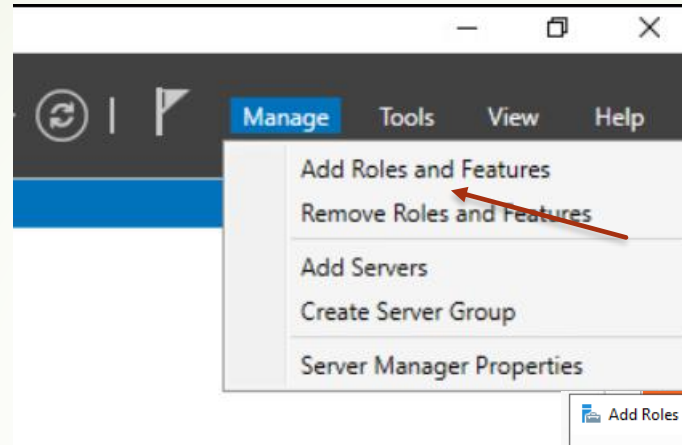 Manage Tools View Help
Add Roles and Features
Remove Roles and Features
Add Servers
Create Server Group
Server Manager Properties
Add Roles